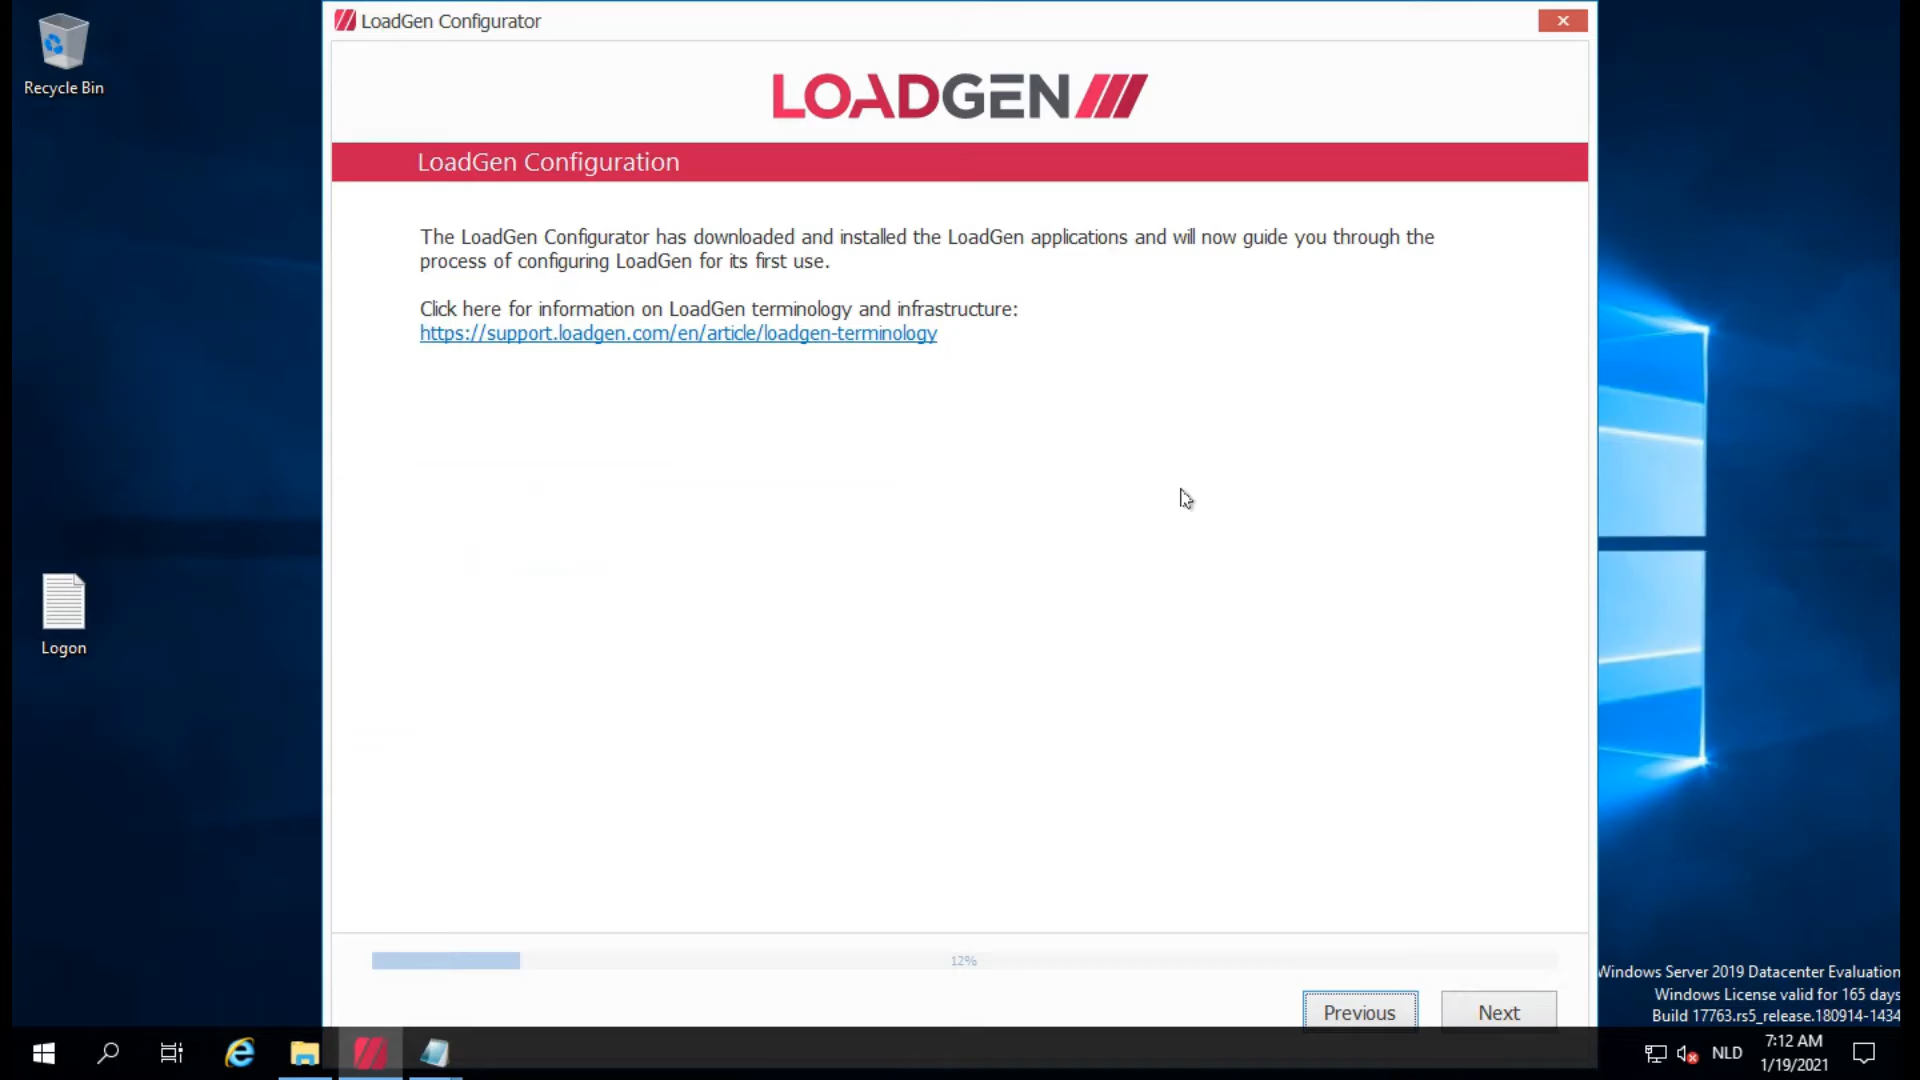 LoadGen Configurator
Recycle Bin
LOADGEN
LoadGen Configuration
The LoadGen Configurator has downloaded and installed the LoadGen applications and will now guide you through the
process of configuring LoadGen for its first use.
Click here for information on LoadGen terminology and infrastructure:
https://support.loadgen.com/en/article/loadgen-terminology
Logon
12%
Windows Server 2019 Datacenter Evaluation
Windows License valid for 165 days
Build 17763.rs5_release.180914-1434
Previous
Next
NLD
7:12 AM
1/19/2021